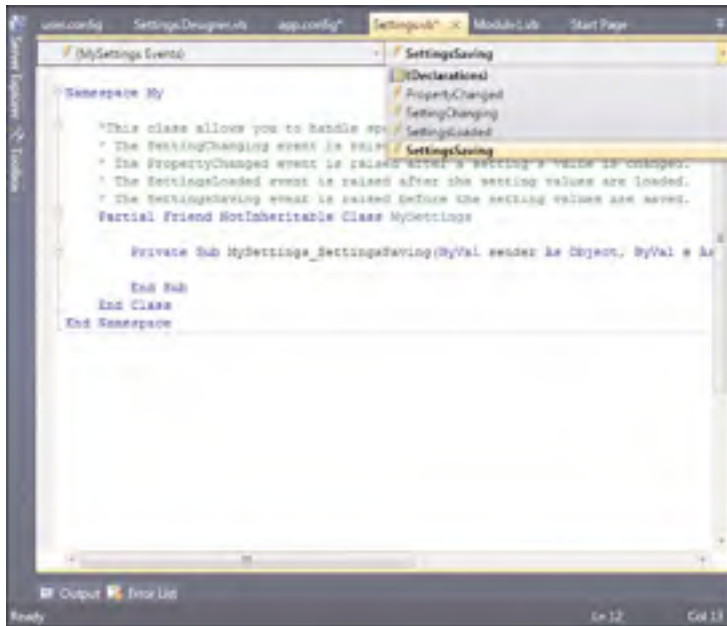 user.config Settings.Designer.vb app.config* Settings.vb* × Module1.vb Start Page
Server Explorer Toolbox
(MySettings Events) SettingsSaving
(Declarations)
PropertyChanged
SettingChanging
SettingsLoaded
SettingsSaving
Namespace My
'This class allows you to handle
' The SettingChanging event is
' The PropertyChanged event is raised after a setting's value is changed.
' The SettingsLoaded event is raised after the setting values are loaded.
' The SettingsSaving event is raised before the setting values are saved.
Partial Friend NotInheritable Class MySettings
Private Sub MySettings_SettingsSaving(ByVal sender As Object, ByVal e As
End Sub
End Class
End Namespace
Output Error List
Ready Ln 12 Col 13